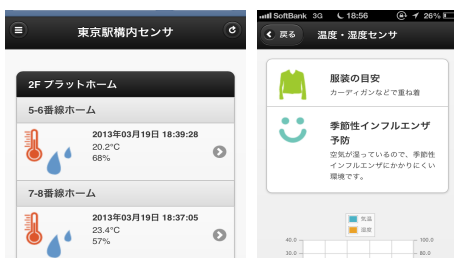 東京駅構内センサ
2F プラットホーム
5-6番線ホーム
2013年03月19日 18:39:28
20.2°C
68%
7-8番線ホーム
2013年03月19日 18:37:05
23.4°C
57%
SoftBank 3G 18:56 26%
戻る 温度・湿度センサ
服装の目安
カーディガンなどで重ね着
季節性インフルエンザ
予防
空気が湿っているので、季節性
インフルエンザにかかりにくい
環境です。
気温
湿度
40.0 100.0
30.0 80.0